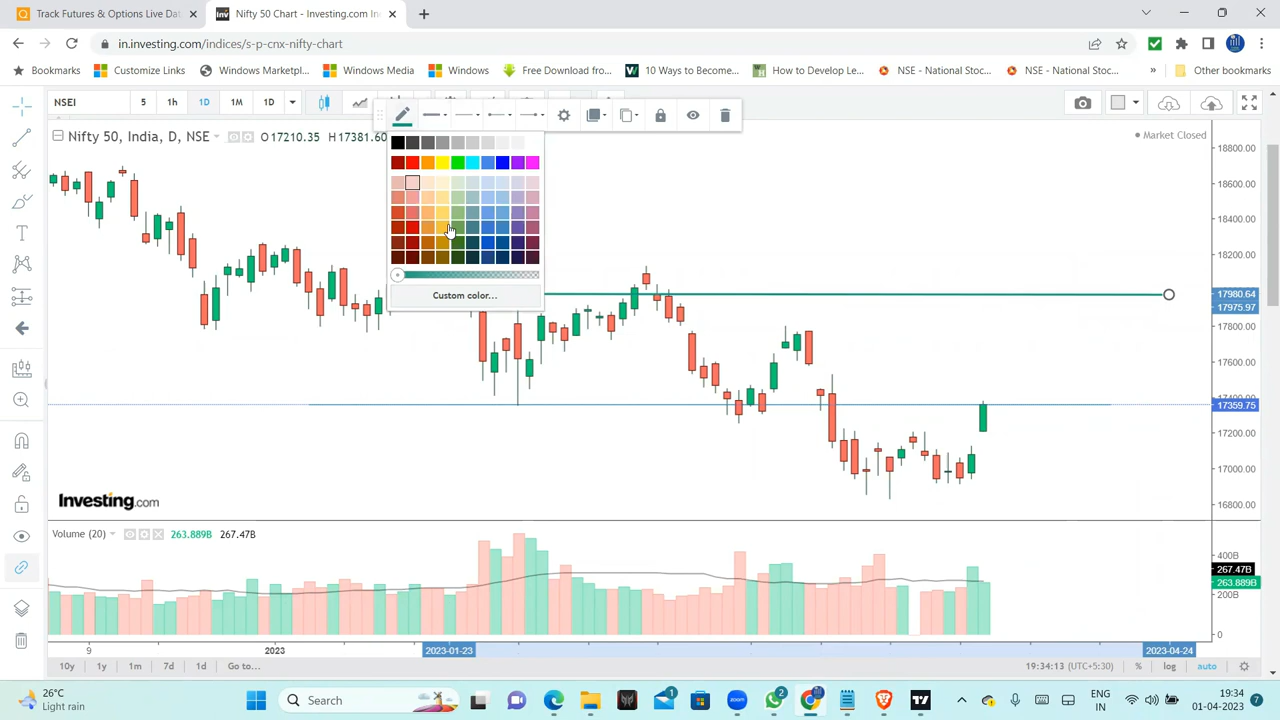 Track Futures & Options Live Dat
Nifty 50 Chart - Investing.com In
in.investing.com/indices/s-p-cnx-nifty-chart
Bookmarks
Customize Links
Windows Marketpl...
Windows Media
Windows
Free Download fro...
10 Ways to Become...
How to Develop Le...
NSE - National Stoc...
NSE - National Stoc...
»
Other bookmarks
NSEI
5
1h
1D
1M
1D
Nifty 50, India, D, NSE
O 17210.35 H 17381.60
Market Closed
18800.00
18600.00
18400.00
18200.00
17980.64
17975.97
17800.00
17600.00
17400.00
17359.75
17200.00
17000.00
16800.00
Custom color...
Investing.com
Volume (20)
263.889B
267.47B
400B
267.47B
263.889B
200B
0
9
2023
2023-01-23
2023-04-24
10y
1y
1m
7d
1d
Go to...
19:34:13 (UTC+5:30)
%
log
auto
26°C
Light rain
Search
zoom
1
2
ENG
IN
19:34
01-04-2023
7